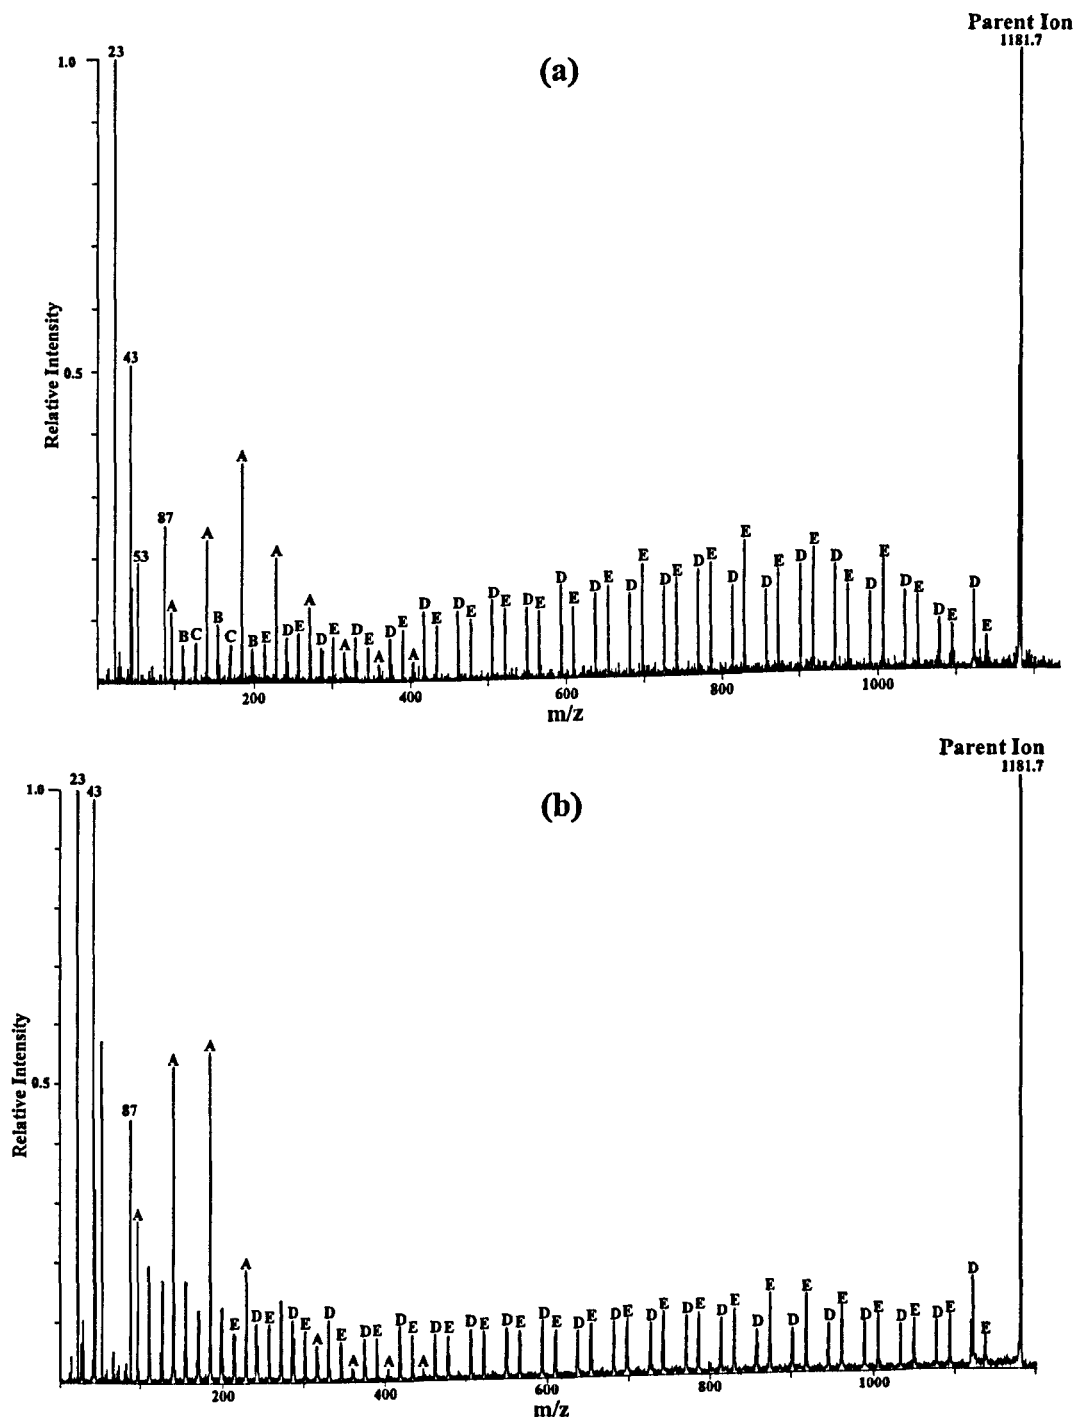 Parent Ion
1181.7
(a)
23
1.0
43
0.5
53
87
A B C A B C A B E A D E A D E A D E A D E A D E D E D E D E D E D E D E D E D E D E D E D E D E D E D E D E D E
Relative Intensity
200 400 600 800 1000
m/z
Parent Ion
1181.7
(b)
23
43
1.0
0.5
87
A A A E A D E D E A D E A D E A D E A D E D E D E D E D E D E D E D E D E D E D E D E D E D E D E D E
Relative Intensity
200 400 600 800 1000
m/z